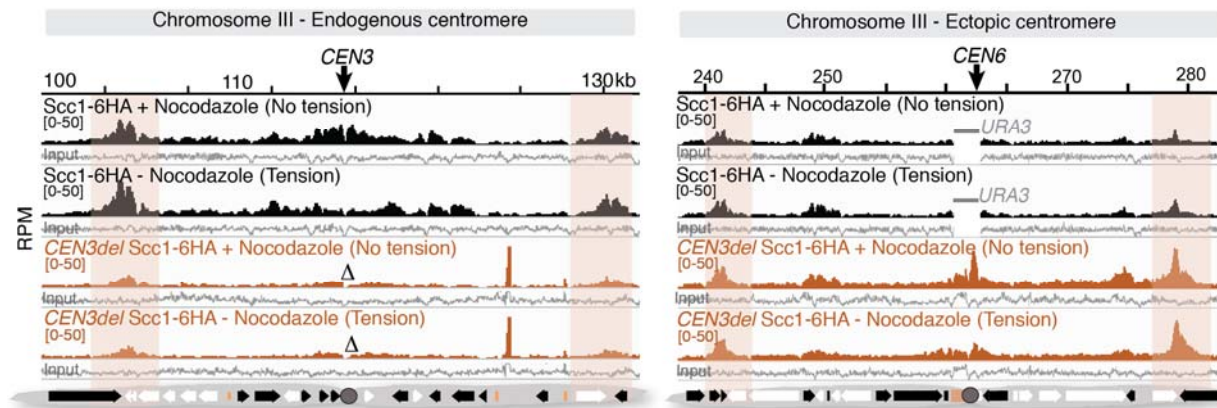 Chromosome III - Endogenous centromere
CEN3
100 110 130 kb
Scc1-6HA + Nocodazole (No tension)
[0-50]
Input
Scc1-6HA - Nocodazole (Tension)
[0-50]
Input
CEN3del Scc1-6HA + Nocodazole (No tension)
[0-50]
Δ
Input
CEN3del Scc1-6HA - Nocodazole (Tension)
[0-50]
Δ
Input
RPM
Chromosome III - Ectopic centromere
CEN6
240 250 270 280
Scc1-6HA + Nocodazole (No tension)
[0-50]
URA3
Input
Scc1-6HA - Nocodazole (Tension)
[0-50]
URA3
Input
CEN3del Scc1-6HA + Nocodazole (No tension)
[0-50]
Input
CEN3del Scc1-6HA - Nocodazole (Tension)
[0-50]
Input